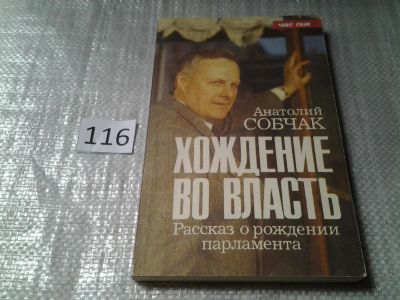 час пик
Анатолий
СОБЧАК
ХОЖДЕНИЕ
ВО ВЛАСТЬ
Рассказ о рождении
парламента
116